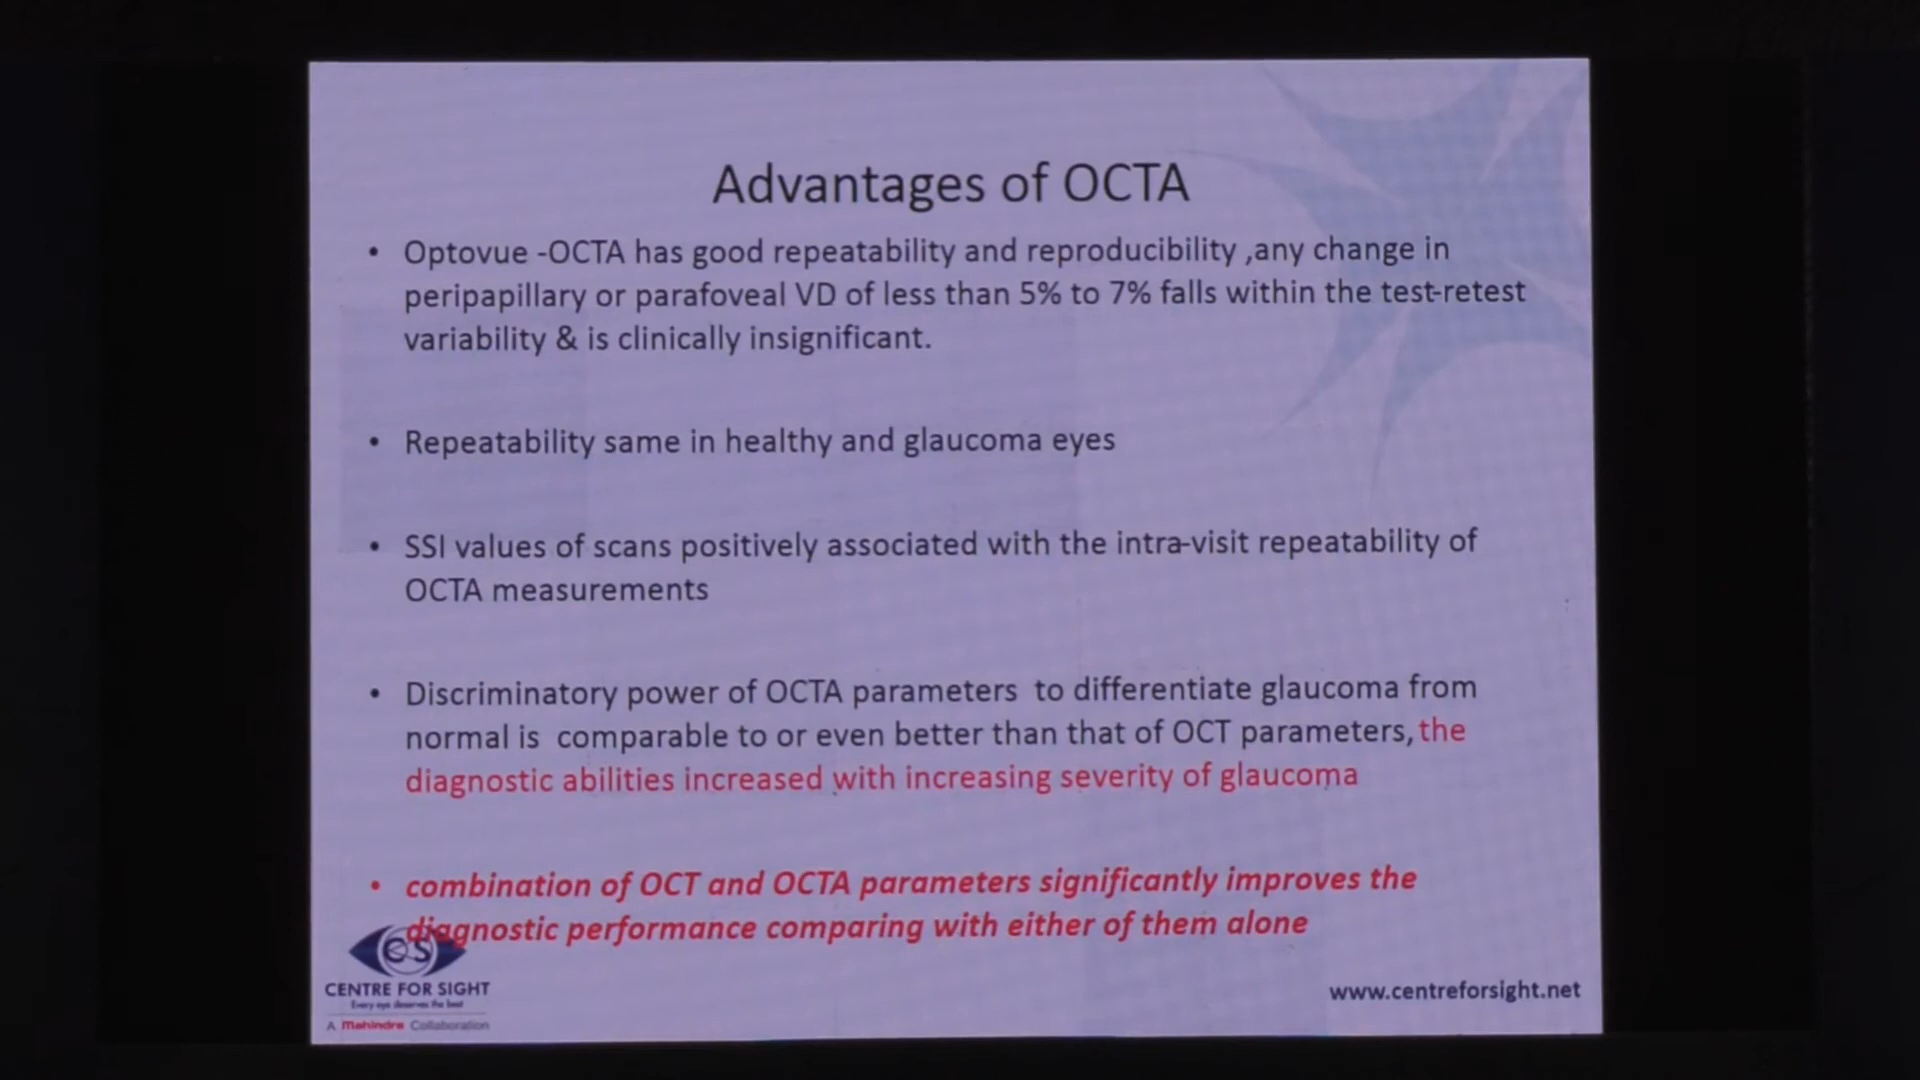 Advantages of OCTA
• Optovue -OCTA has good repeatability and reproducibility ,any change in
peripapillary or parafoveal VD of less than 5% to 7% falls within the test-retest
variability & is clinically insignificant.
• Repeatability same in healthy and glaucoma eyes
• SSI values of scans positively associated with the intra-visit repeatability of
OCTA measurements
• Discriminatory power of OCTA parameters to differentiate glaucoma from
normal is comparable to or even better than that of OCT parameters, the
diagnostic abilities increased with increasing severity of glaucoma
• combination of OCT and OCTA parameters significantly improves the
diagnostic performance comparing with either of them alone
CS
CENTRE FOR SIGHT
Every eye deserves the best
A Mahindra Collaboration
www.centreforsight.net